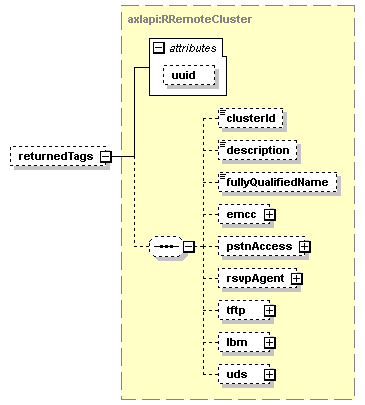 axlapi:RRemoteCluster
attributes
uuid
returnedTags
clusterId
description
fullyQualifiedName
emcc
pstnAccess
rsvpAgent
tftp
lbm
uds